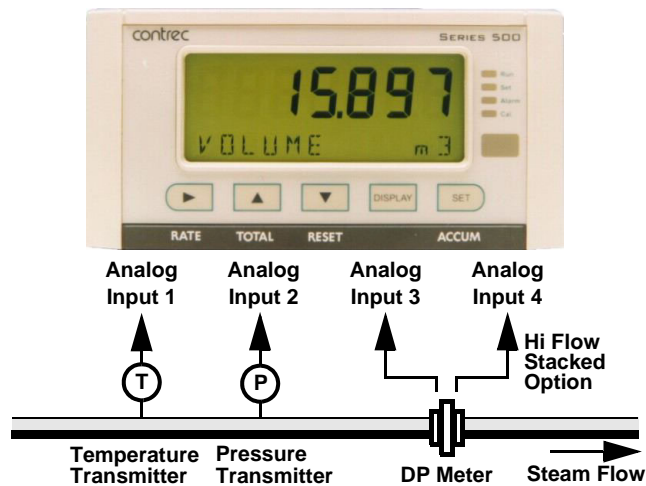 contrec
SERIES 500
15.897
VOLUME m3
Run
Set
Alarm
Cal
DISPLAY
SET
RATE
TOTAL
RESET
ACCUM
Analog Input 1
Analog Input 2
Analog Input 3
Analog Input 4
Hi Flow
Stacked
Option
T
P
Temperature
Transmitter
Pressure
Transmitter
DP Meter
Steam Flow